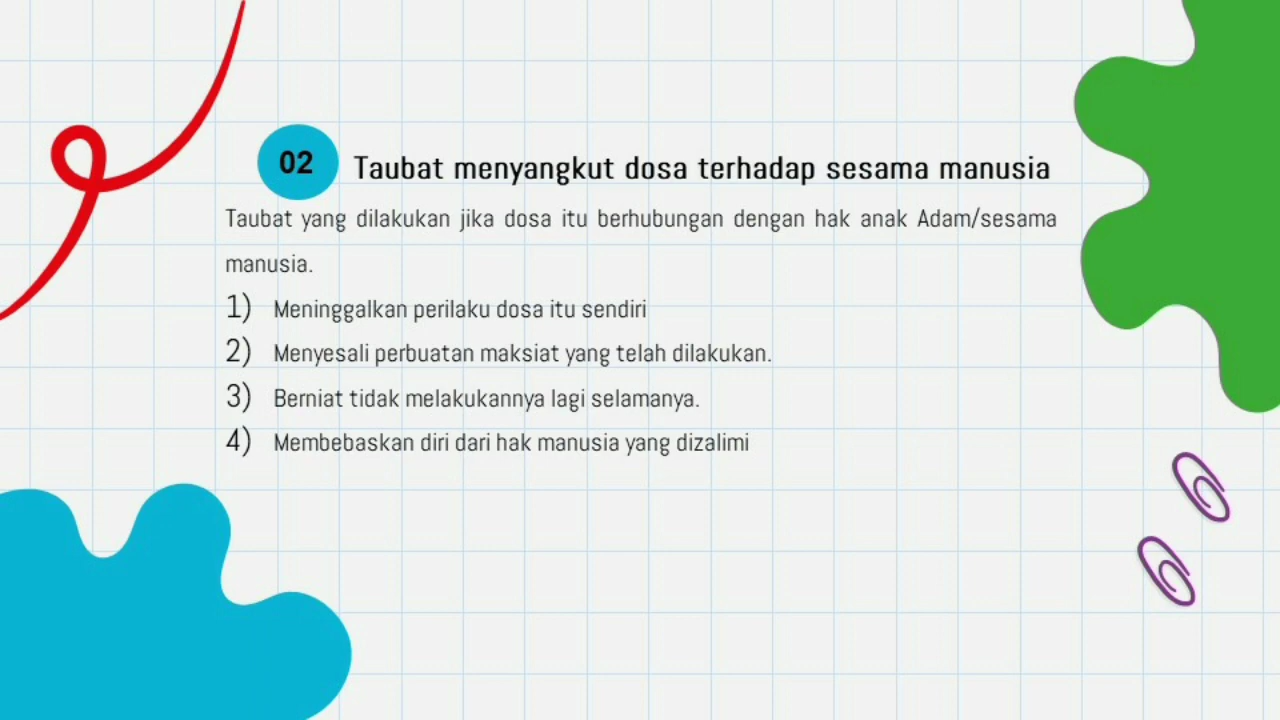 02
Taubat menyangkut dosa terhadap sesama manusia
Taubat yang dilakukan jika dosa itu berhubungan dengan hak anak Adam/sesama
manusia.
1) Meninggalkan perilaku dosa itu sendiri
2) Menyesali perbuatan maksiat yang telah dilakukan.
3) Berniat tidak melakukannya lagi selamanya.
4) Membebaskan diri dari hak manusia yang dizalimi